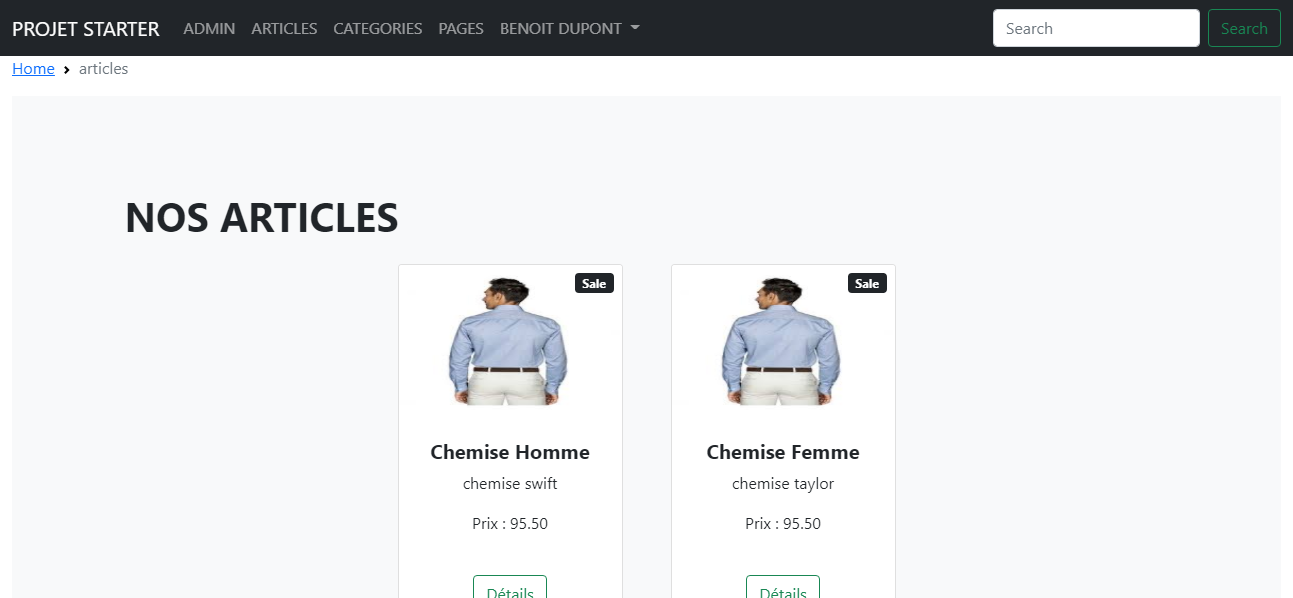 PROJET STARTER ADMIN ARTICLES CATEGORIES PAGES BENOIT DUPONT Search Search
Home › articles
NOS ARTICLES
Sale Sale
Chemise Homme Chemise Femme
chemise swift chemise taylor
Prix : 95.50 Prix : 95.50
Détails Détails